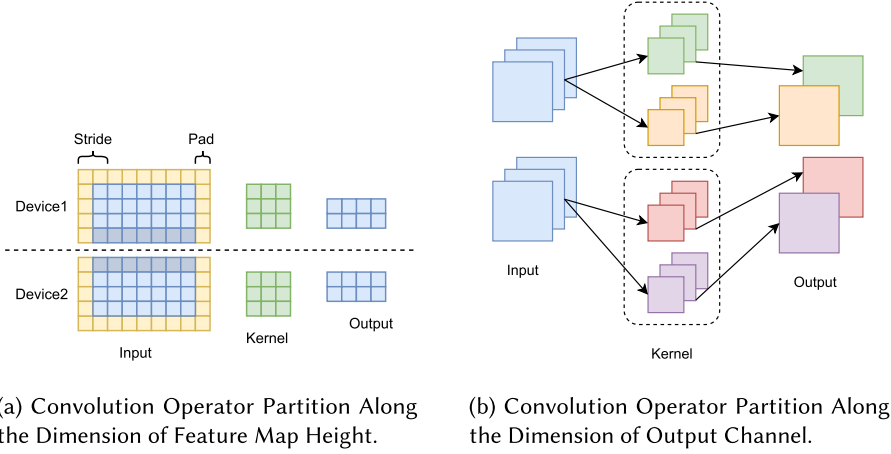 Stride
Pad
Device1
Device2
Kernel
Output
Input
Input
Output
Kernel
(a) Convolution Operator Partition Along
the Dimension of Feature Map Height.
(b) Convolution Operator Partition Along
the Dimension of Output Channel.